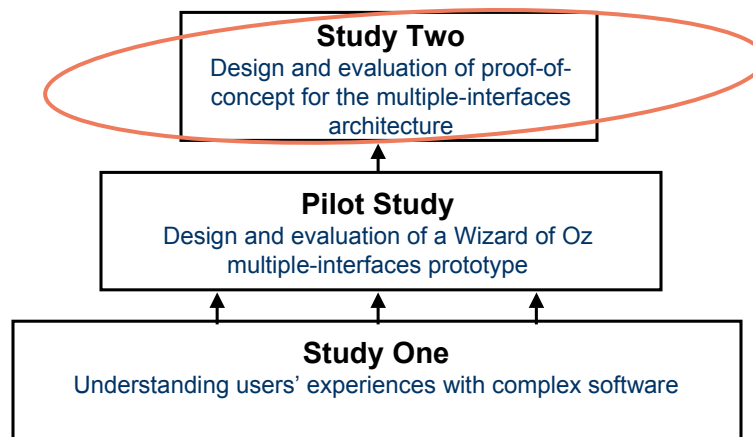 Study Two
Design and evaluation of proof-of-
concept for the multiple-interfaces
architecture
Pilot Study
Design and evaluation of a Wizard of Oz
multiple-interfaces prototype
Study One
Understanding users’ experiences with complex software